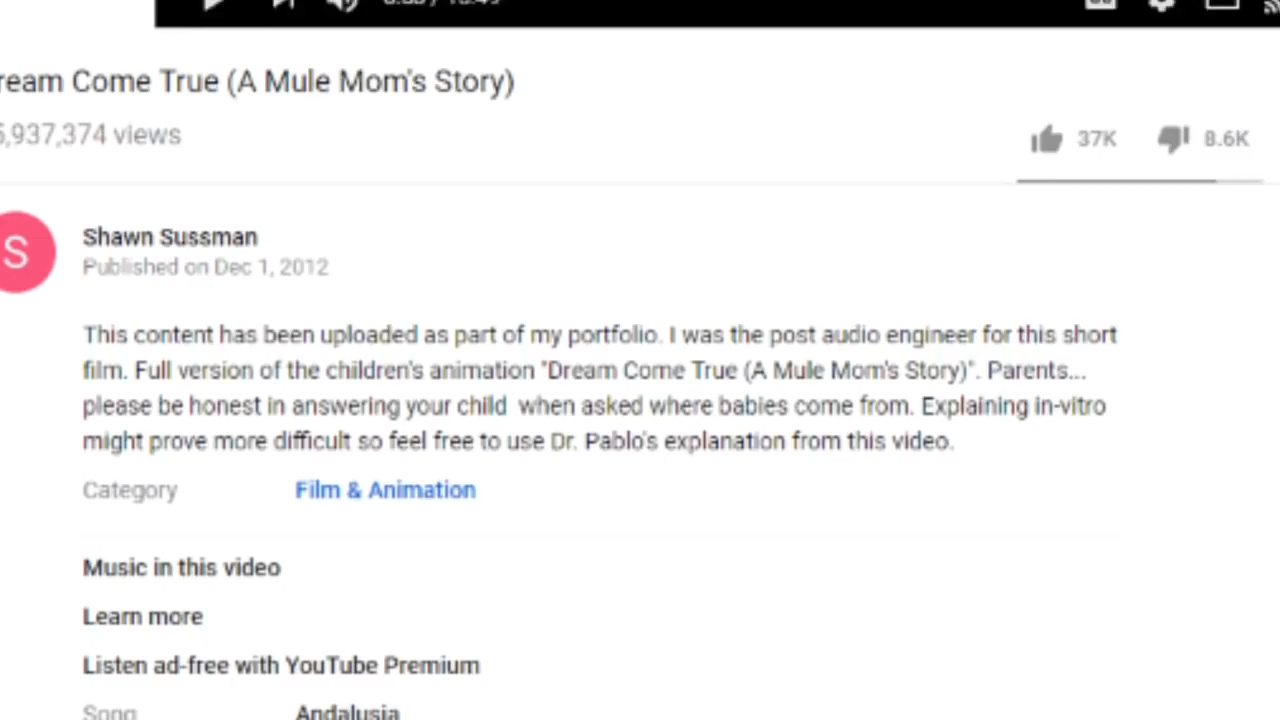 ream Come True (A Mule Mom's Story)
5,937,374 views
37K
8.6K
S
Shawn Sussman
Published on Dec 1, 2012
This content has been uploaded as part of my portfolio. I was the post audio engineer for this short
film. Full version of the children's animation "Dream Come True (A Mule Mom's Story)". Parents...
please be honest in answering your child when asked where babies come from. Explaining in-vitro
might prove more difficult so feel free to use Dr. Pablo's explanation from this video.
Category
Film & Animation
Music in this video
Learn more
Listen ad-free with YouTube Premium
Song
Andalusia